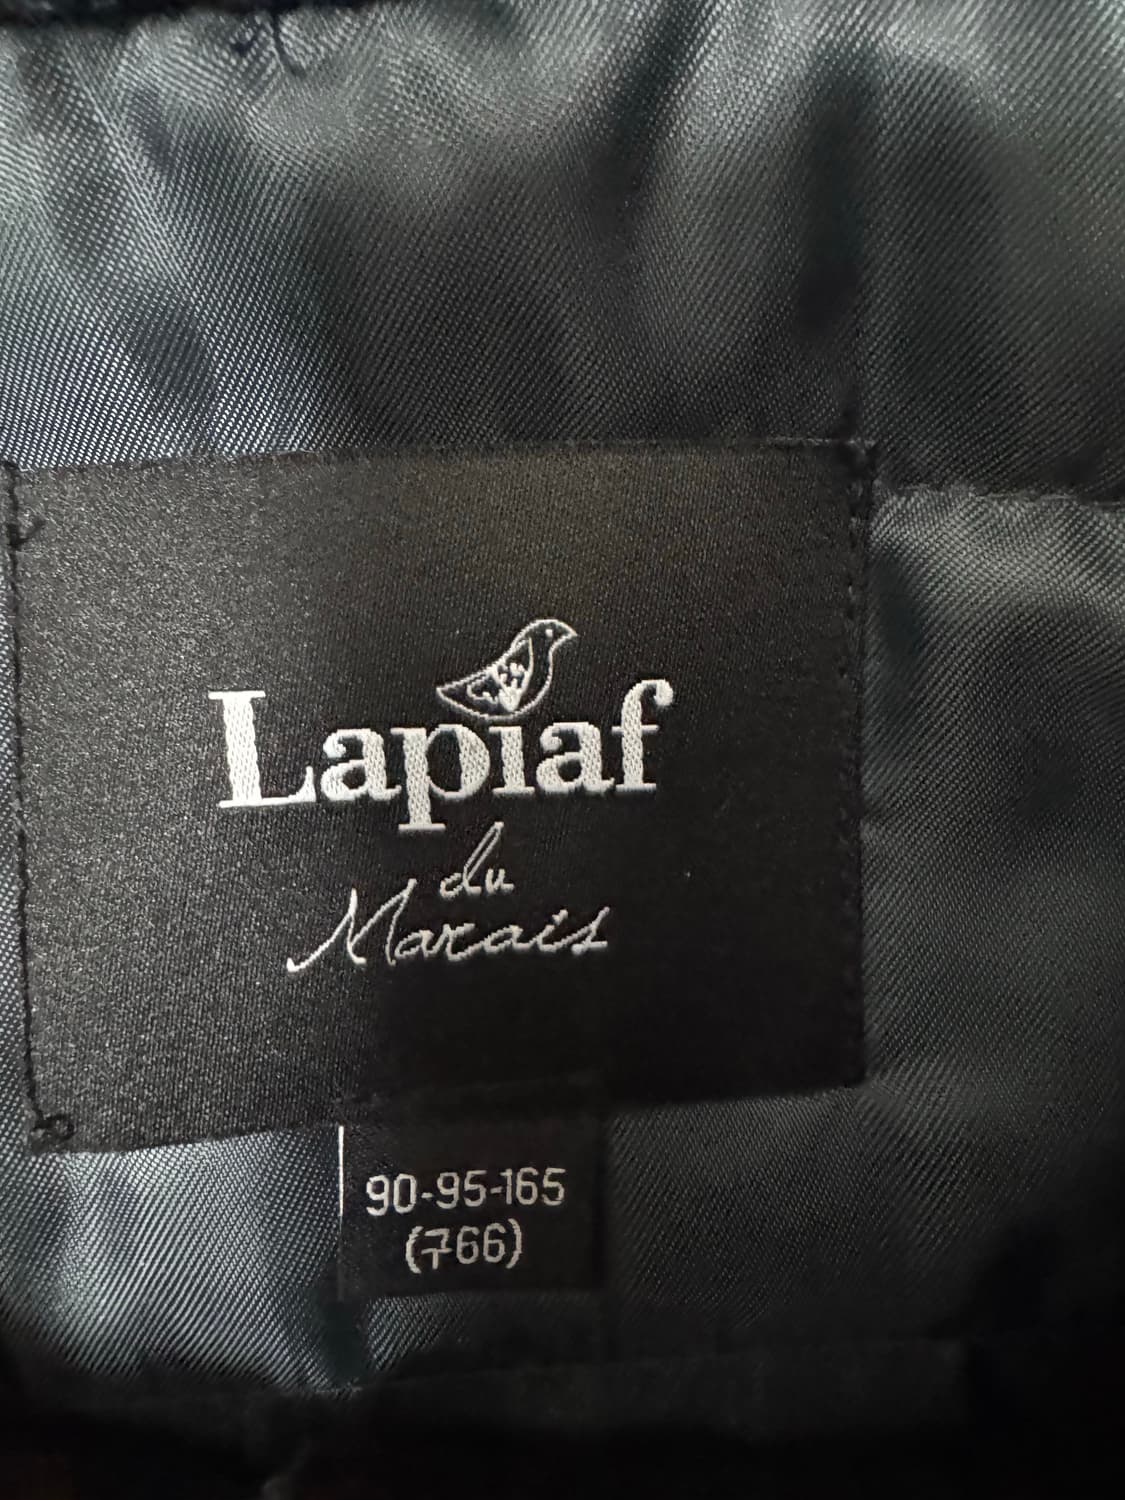 Lapiaf
du
Marais
90-95-165
(766)